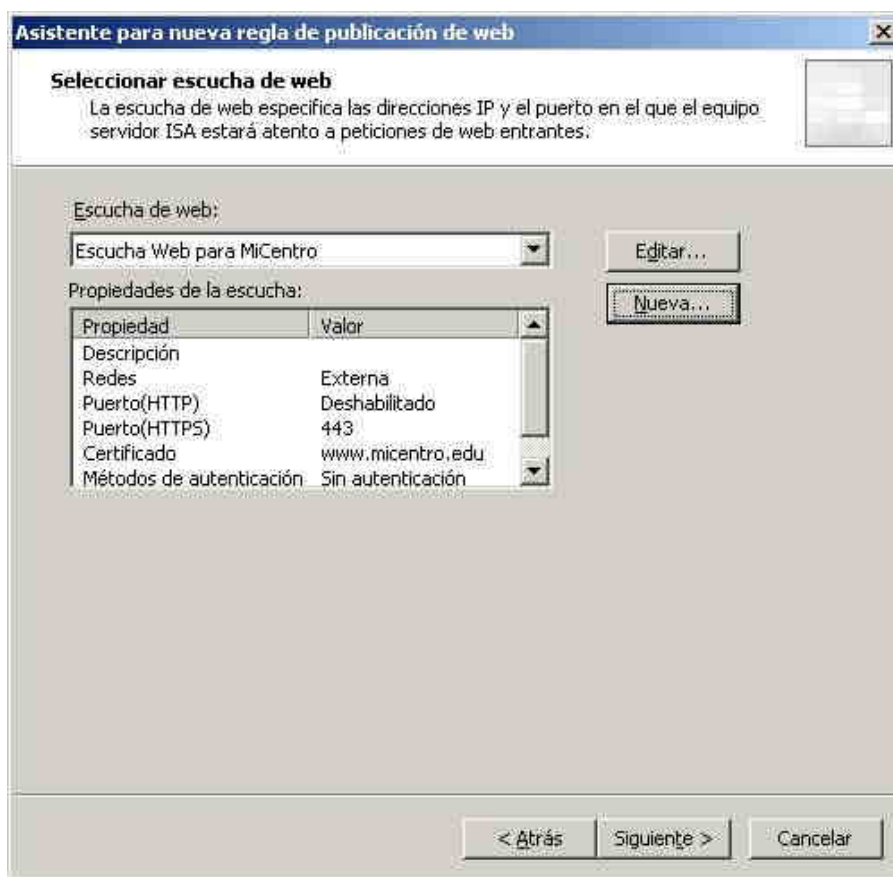 Asistente para nueva regla de publicación de web
Seleccionar escucha de web
La escucha de web especifica las direcciones IP y el puerto en el que el equipo
servidor ISA estará atento a peticiones de web entrantes.
Escucha de web:
Escucha Web para MiCentro
Editar...
Propiedades de la escucha:
Nueva...
Propiedad Valor
Descripción
Redes Externa
Puerto(HTTP) Deshabilitado
Puerto(HTTPS) 443
Certificado www.micentro.edu
Métodos de autenticación Sin autenticación
< Atrás Siguiente > Cancelar